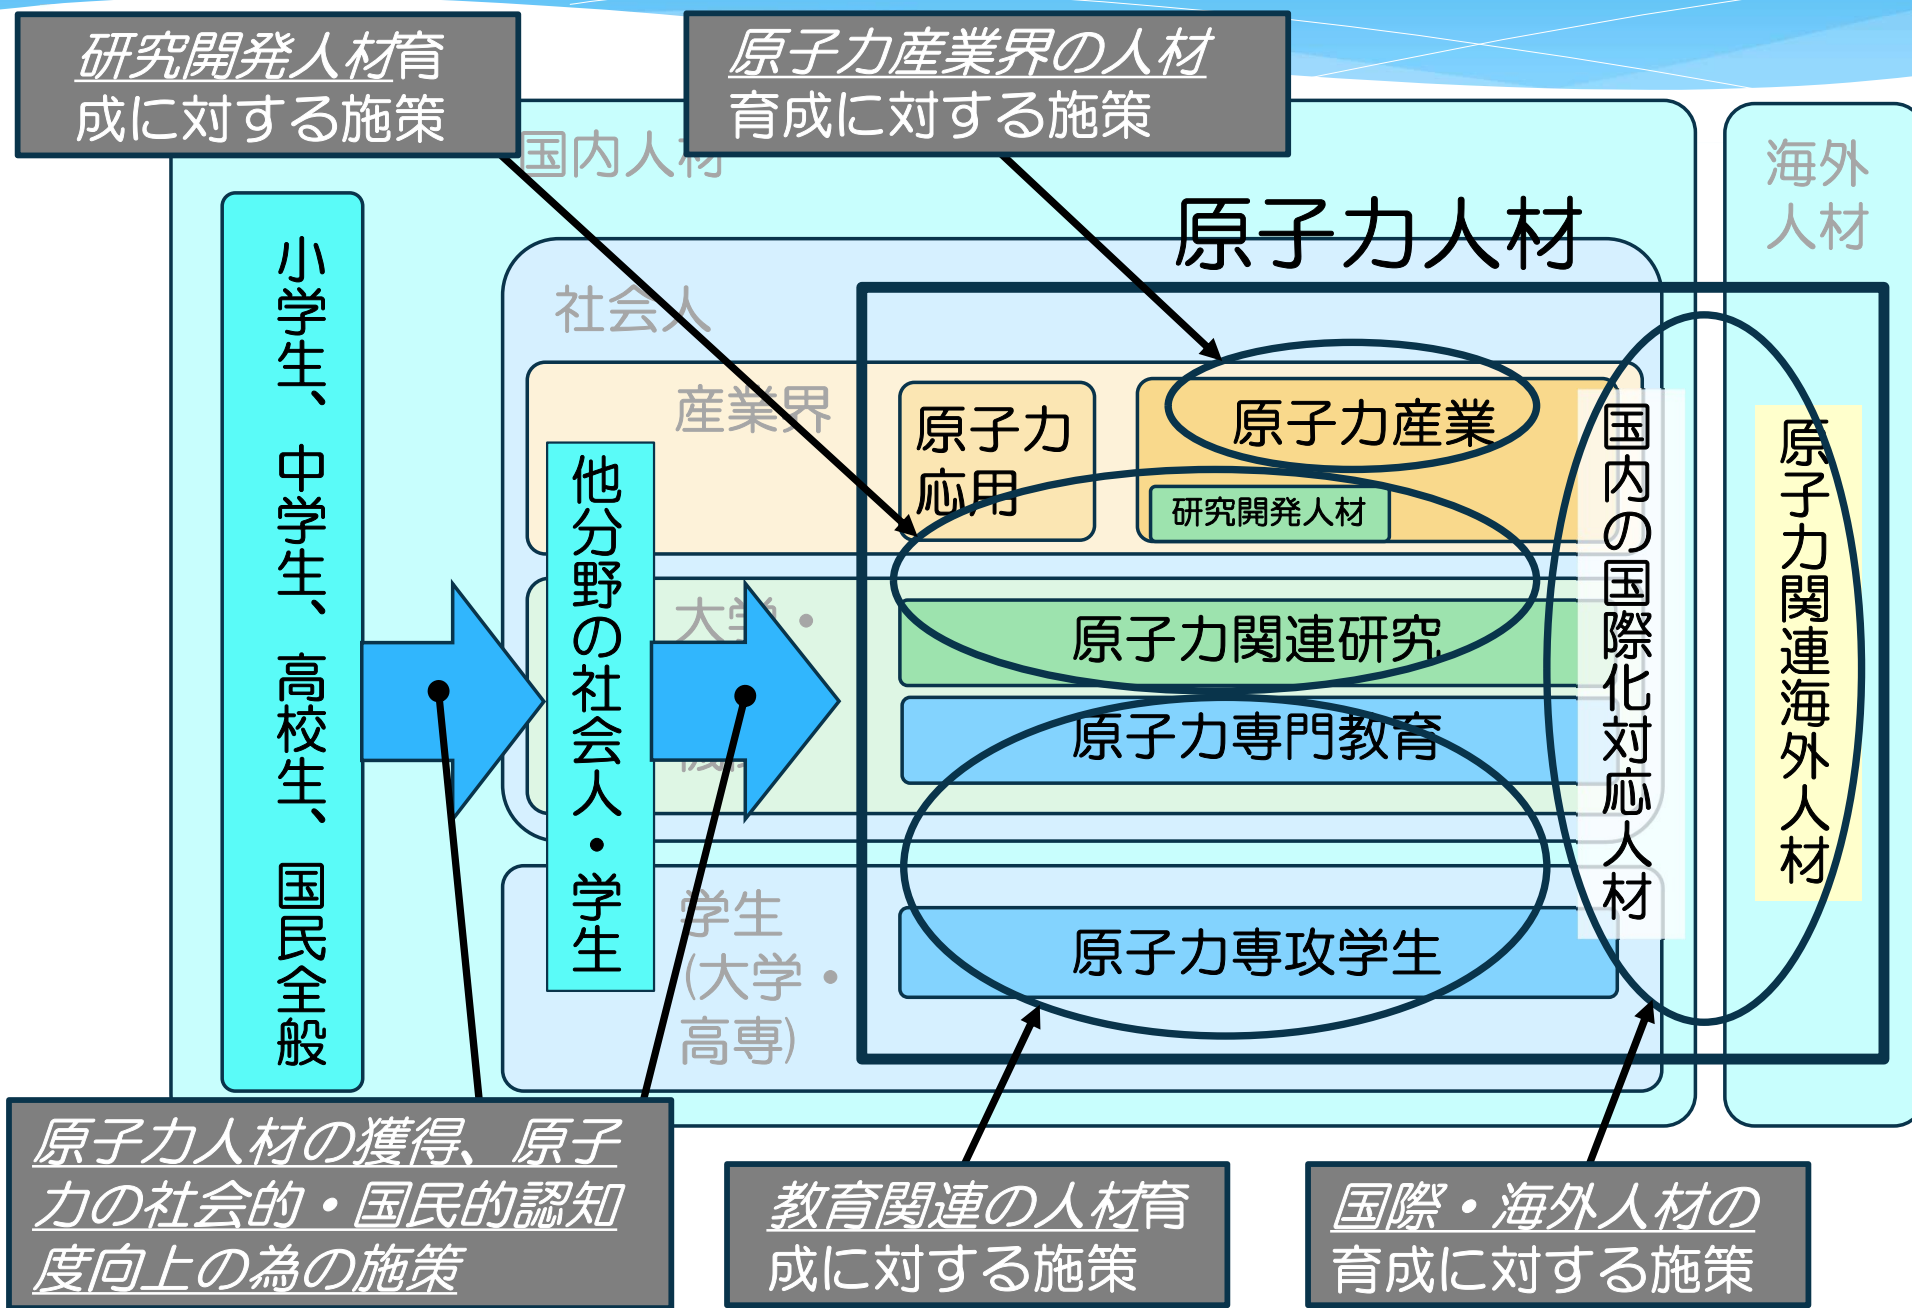 研究開発人材育
成に対する施策
原子力産業界の人材
育成に対する施策
国内人材
海外
人材
原子力人材
小学生、中学生、高校生、国民全般
社会人
産業界
原子力
応用
原子力産業
研究開発人材
他分野の社会人・学生
大学・
原子力関連研究
原子力専門教育
学生
(大学・
高専)
原子力専攻学生
国内の国際化対応人材
原子力関連海外人材
原子力人材の獲得、原子
力の社会的・国民的認知
度向上の為の施策
教育関連の人材育
成に対する施策
国際・海外人材の
育成に対する施策